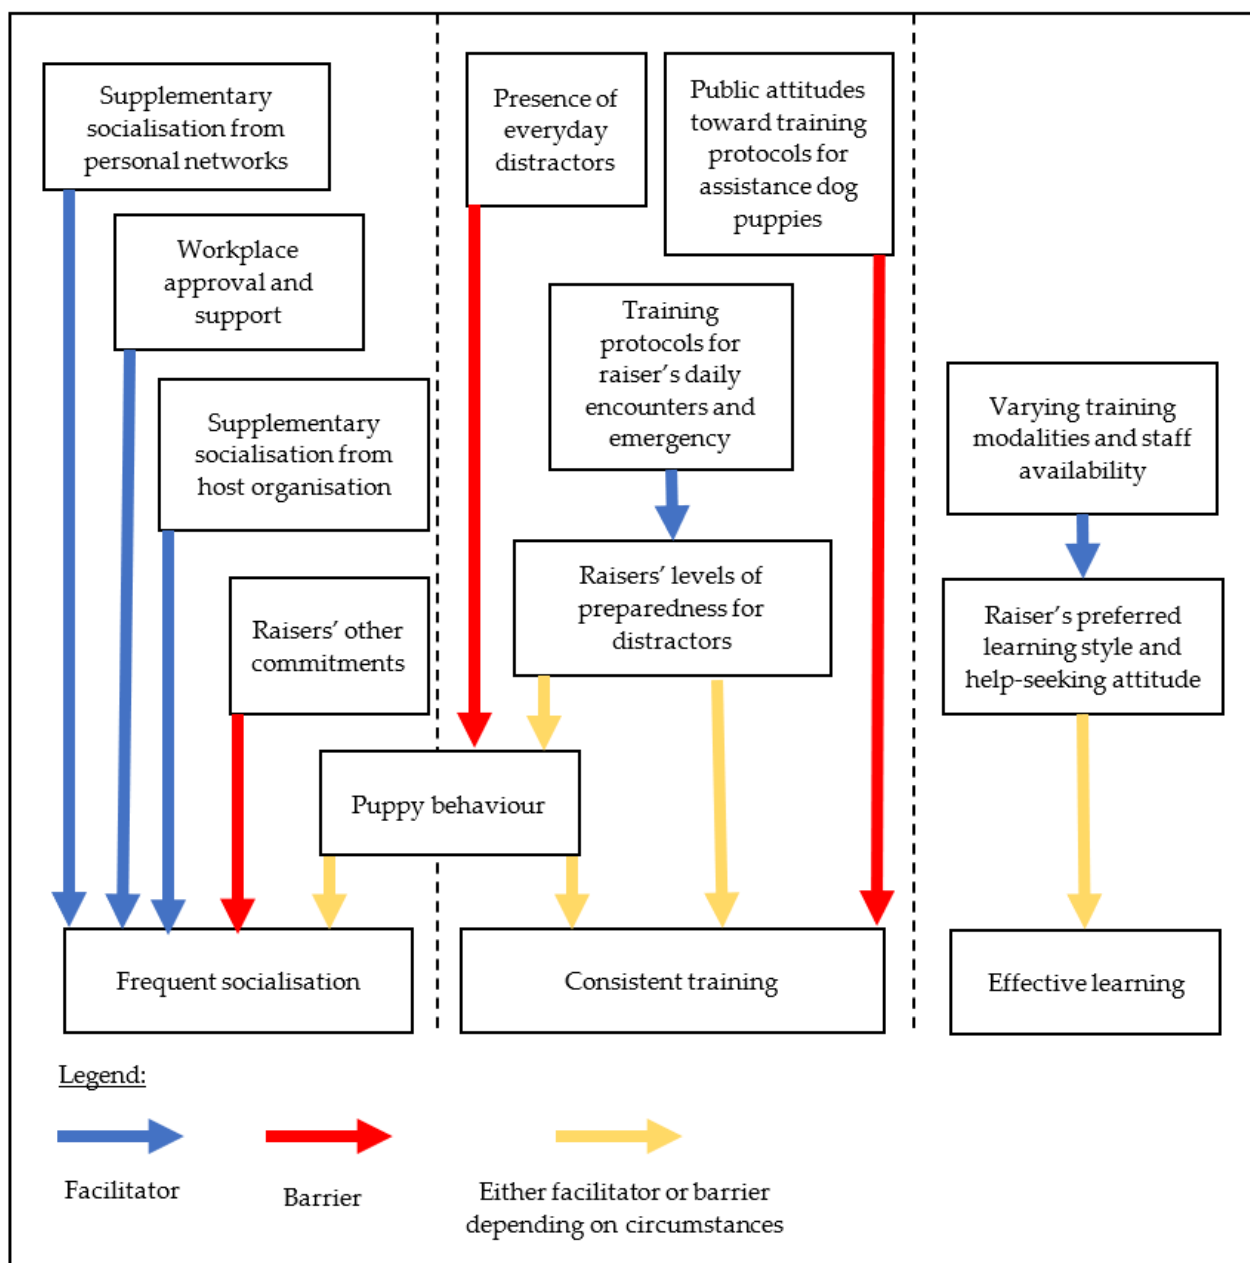 Supplementary
socialisation from
personal networks
Workplace
approval and
support
Supplementary
socialisation from
host organisation
Raisers’ other
commitments
Presence of
everyday
distractors
Public attitudes
toward training
protocols for
assistance dog
puppies
Training
protocols for
raiser’s daily
encounters and
emergency
Raisers’ levels of
preparedness for
distractors
Puppy behaviour
Varying training
modalities and staff
availability
Raiser’s preferred
learning style and
help-seeking attitude
Frequent socialisation
Consistent training
Effective learning
Legend:
Facilitator
Barrier
Either facilitator or barrier
depending on circumstances